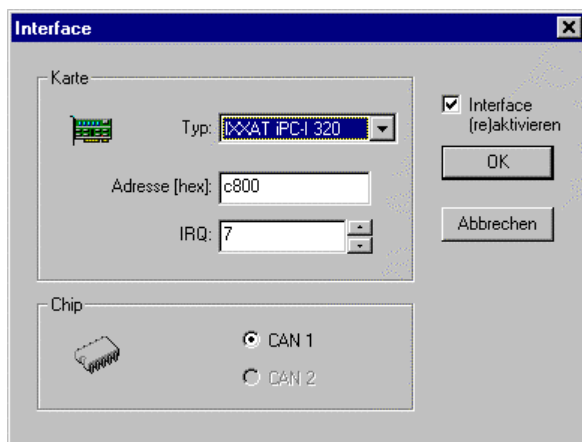 Interface
Karte
Typ: IXXAT iPC-I 320
Adresse [hex]: c800
IRQ: 7
Interface
(re)aktivieren
OK
Abbrechen
Chip
CAN 1
CAN 2